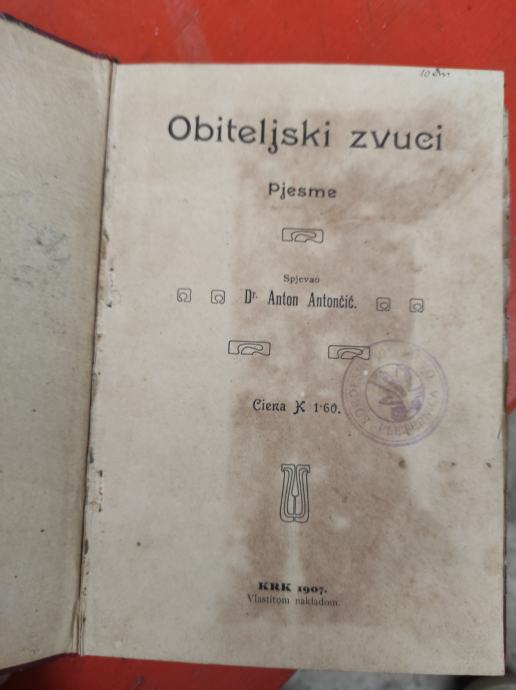 10 Din
Obiteljski zvuci
Pjesme
Spjevao
Dr. Anton Antončić.
Ciena K 1·60.
KRK 1907.
Vlastitom nakladom.